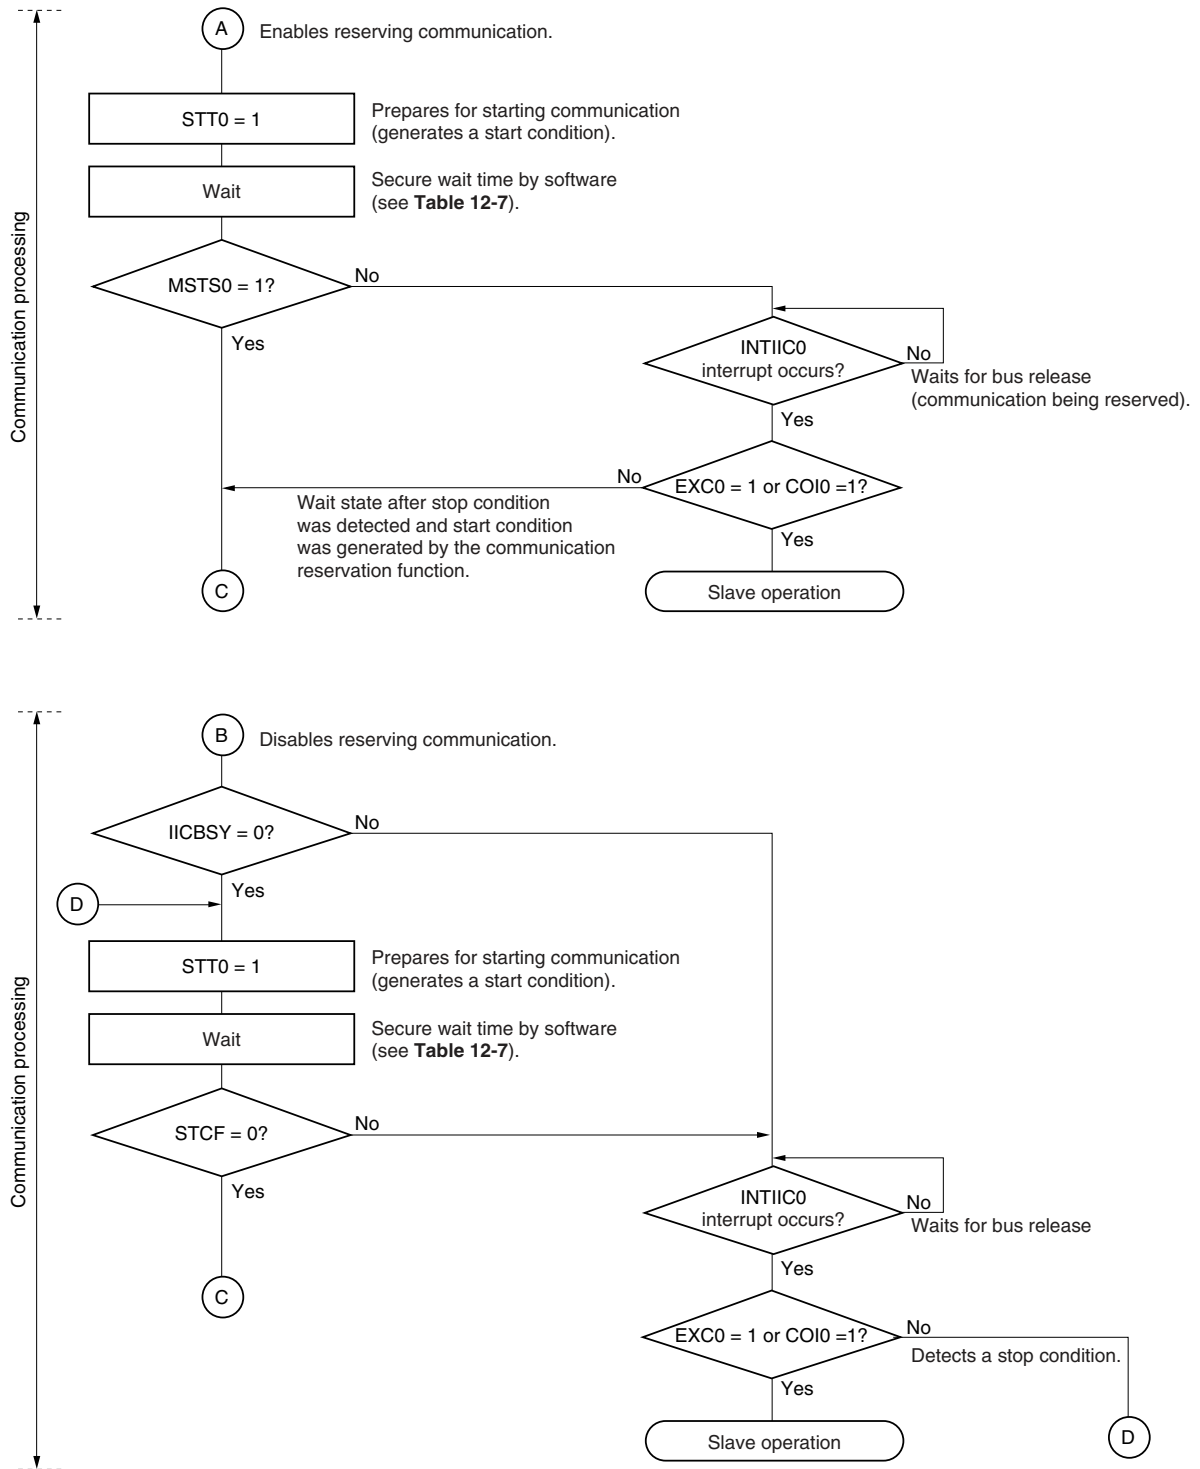 A
Enables reserving communication.
STT0 = 1
Prepares for starting communication
(generates a start condition).
Wait
Secure wait time by software
(see Table 12-7).
MSTS0 = 1?
No
Yes
INTIIC0
interrupt occurs?
No
Waits for bus release
(communication being reserved).
Yes
EXC0 = 1 or COI0 =1?
No
Wait state after stop condition
was detected and start condition
was generated by the communication
reservation function.
Yes
C
Slave operation
Communication processing
B
Disables reserving communication.
IICBSY = 0?
No
Yes
D
STT0 = 1
Prepares for starting communication
(generates a start condition).
Wait
Secure wait time by software
(see Table 12-7).
STCF = 0?
No
Yes
INTIIC0
interrupt occurs?
No
Waits for bus release
Yes
C
EXC0 = 1 or COI0 =1?
No
Detects a stop condition.
Yes
Slave operation
D
Communication processing